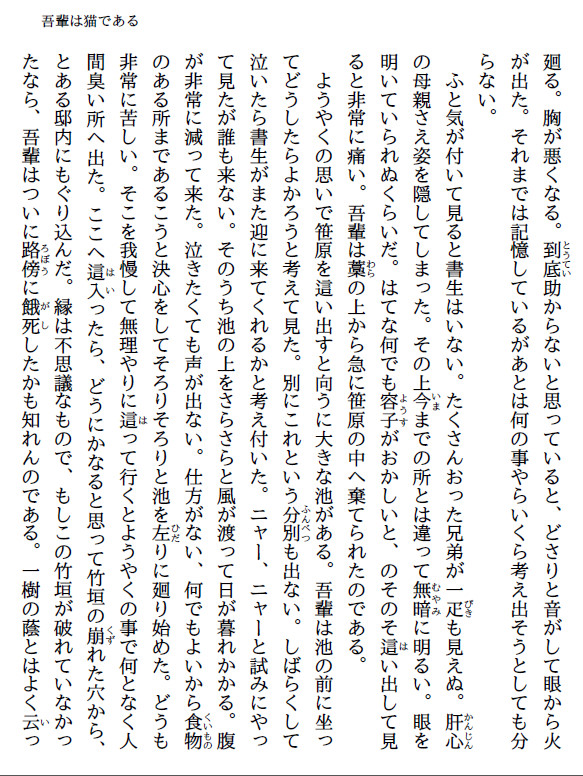 吾輩は猫である
廻る。胸が悪くなる。到底助からないと思っていると、どさりと音がして眼から火
が出た。それまでは記憶しているがあとは何の事やらいくら考え出そうとしても分
らない。
ふと気が付いて見ると書生はいない。たくさんおった兄弟が一疋も見えぬ。肝心
の母親さえ姿を隠してしまった。その上今までの所とは違って無暗に明るい。眼を
明いていられぬくらいだ。はてな何でも容子がおかしいと、のそのそ這い出して見
ると非常に痛い。吾輩は藁の上から急に笹原の中へ棄てられたのである。
ようやくの思いで笹原を這い出すと向うに大きな池がある。吾輩は池の前に坐っ
てどうしたらよかろうと考えて見た。別にこれという分別も出ない。しばらくして
泣いたら書生がまた迎に来てくれるかと考え付いた。ニャー、ニャーと試みにやっ
て見たが誰も来ない。そのうち池の上をさらさらと風が渡って日が暮れかかる。腹
が非常に減って来た。泣きたくても声が出ない。仕方がない、何でもよいから食物
のある所まであるこうと決心をしてそろりそろりと池を左りに廻り始めた。どうも
非常に苦しい。そこを我慢して無理やりに這って行くとようやくの事で何となく人
間臭い所へ出た。ここへ這入ったら、どうにかなると思って竹垣の崩れた穴から、
とある邸内にもぐり込んだ。縁は不思議なもので、もしこの竹垣が破れていなかっ
たなら、吾輩はついに路傍に餓死したかも知れんのである。一樹の蔭とはよく云っ